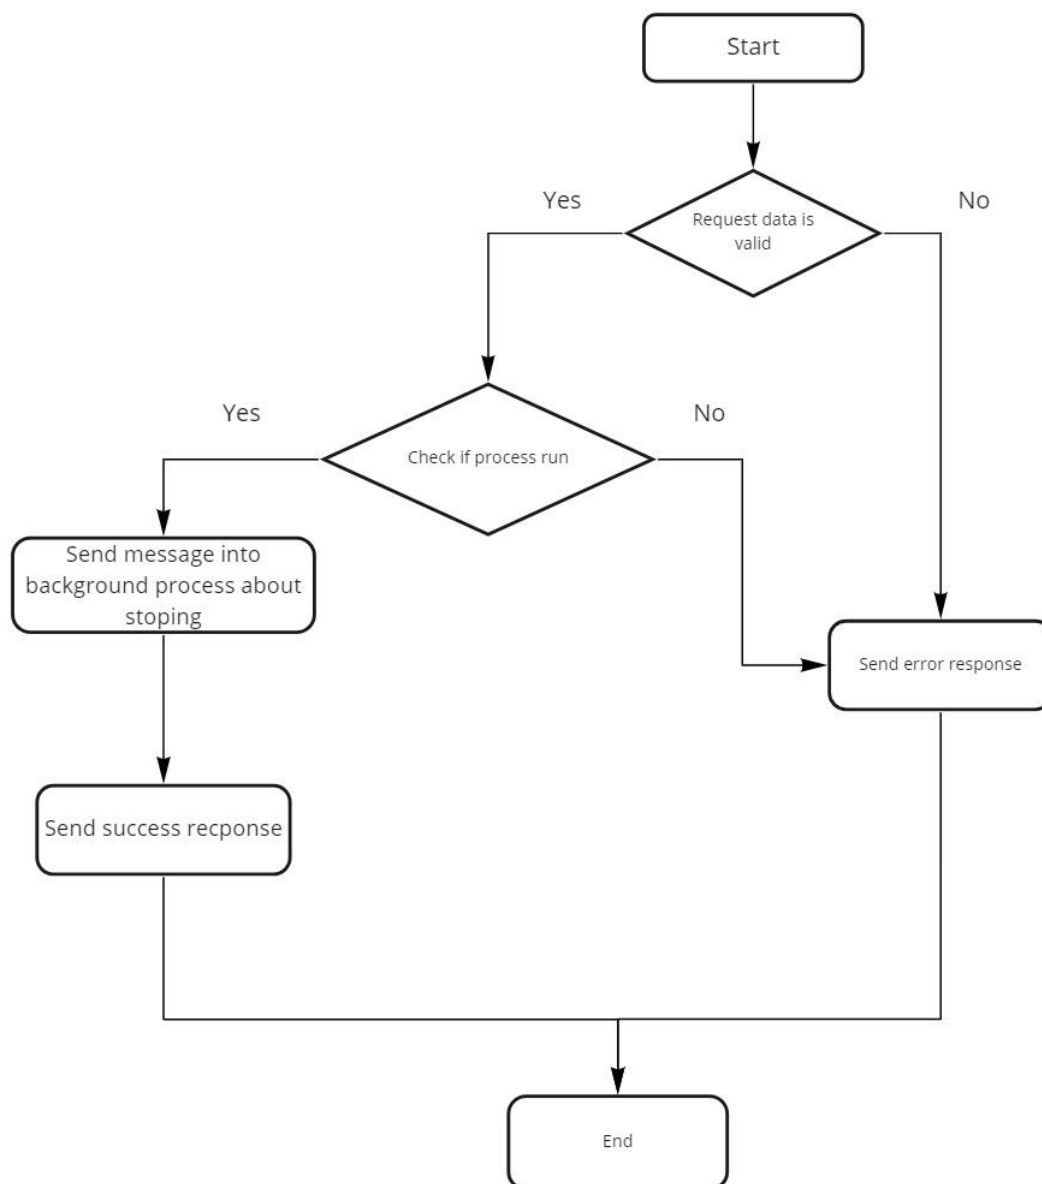 Start
Yes
Request data is
valid
No
Yes
Check if process run
No
Send message into
background process about
stoping
Send error response
Send success recponse
End